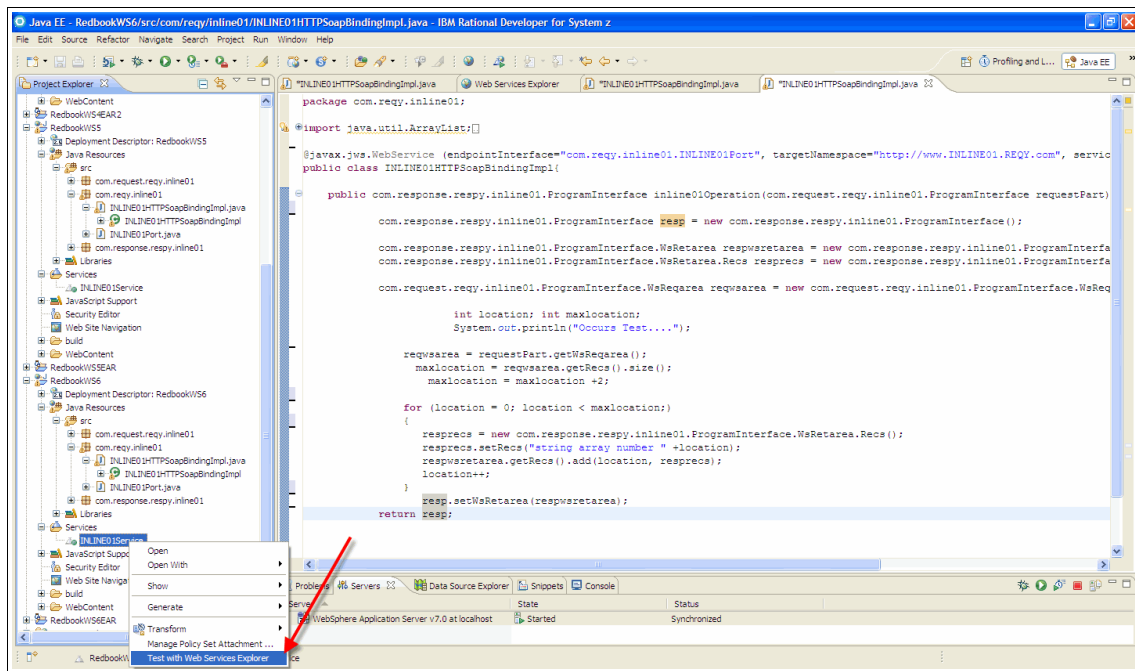 Java EE - RedbookWS6/src/com/reqy/inline01/INLINE01HTTPSoapBindingImpl.java - IBM Rational Developer for System z
File Edit Source Refactor Navigate Search Project Run Window Help
Profiling and L... Java EE
Project Explorer
WebContent
RedbookWS4EAR2
RedbookWS5
Deployment Descriptor: RedbookWS5
Java Resources
src
com.request.reqy.inline01
com.reqy.inline01
INLINE01HTTPSoapBindingImpl.java
INLINE01HTTPSoapBindingImpl
INLINE01Port.java
com.response.respy.inline01
Libraries
Services
INLINE01Service
JavaScript Support
Security Editor
Web Site Navigation
build
WebContent
RedbookWS5EAR
RedbookWS6
Deployment Descriptor: RedbookWS6
Java Resources
src
com.request.reqy.inline01
com.reqy.inline01
INLINE01HTTPSoapBindingImpl.java
INLINE01HTTPSoapBindingImpl
INLINE01Port.java
com.response.respy.inline01
Libraries
Services
INLINE01Service
JavaScript Suppo
Security Editor
Web Site Naviga
build
WebContent
RedbookWS6EAR
*INLINE01HTTPSoapBindingImpl.java Web Services Explorer *INLINE01HTTPSoapBindingImpl.java *INLINE01HTTPSoapBindingImpl.java
package com.reqy.inline01;
import java.util.ArrayList;
@javax.jws.WebService (endpointInterface="com.reqy.inline01.INLINE01Port", targetNamespace="http://www.INLINE01.REQY.com", servic
public class INLINE01HTTPSoapBindingImpl{
public com.response.respy.inline01.ProgramInterface inline01Operation(com.request.reqy.inline01.ProgramInterface requestPart)
com.response.respy.inline01.ProgramInterface resp = new com.response.respy.inline01.ProgramInterface();
com.response.respy.inline01.ProgramInterface.WsRetarea respwsretarea = new com.response.respy.inline01.ProgramInterfa
com.response.respy.inline01.ProgramInterface.WsRetarea.Recs resprecs = new com.response.respy.inline01.ProgramInterfa
com.request.reqy.inline01.ProgramInterface.WsReqarea reqwsarea = new com.request.reqy.inline01.ProgramInterface.WsReq
int location; int maxlocation;
System.out.println("Occurs Test....");
reqwsarea = requestPart.getWsReqarea();
maxlocation = reqwsarea.getRecs().size();
maxlocation = maxlocation +2;
for (location = 0; location < maxlocation;)
{
resprecs = new com.response.respy.inline01.ProgramInterface.WsRetarea.Recs();
resprecs.setRecs("string array number " +location);
respwsretarea.getRecs().add(location, resprecs);
location++;
}
resp.setWsRetarea(respwsretarea);
return resp;
Open
Open With
Show
Generate
Transform
Manage Policy Set Attachment ...
Test with Web Services Explorer
Problems Servers Data Source Explorer Snippets Console
Server State Status
WebSphere Application Server v7.0 at localhost Started Synchronized
RedbookW
ce